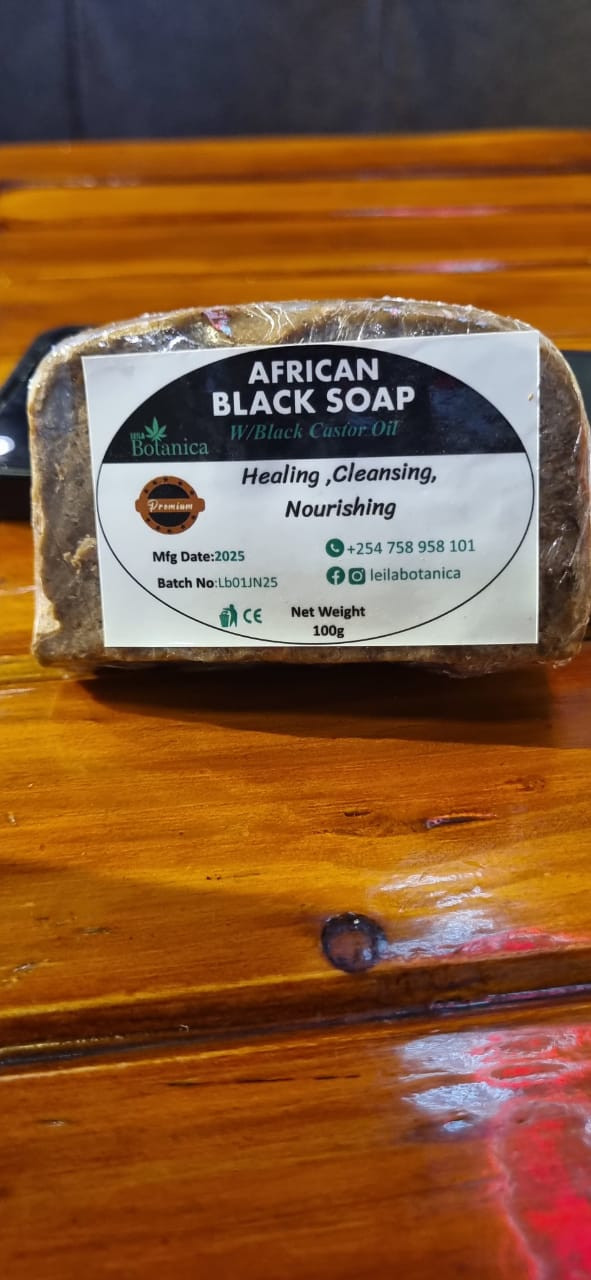 AFRICAN
BLACK SOAP
W/Black Castor Oil
LEILA
Botanica
Healing ,Cleansing,
Nourishing
Premium
Mfg Date:2025
+254 758 958 101
Batch No:Lb01JN25
leilabotanica
CE
Net Weight
100g